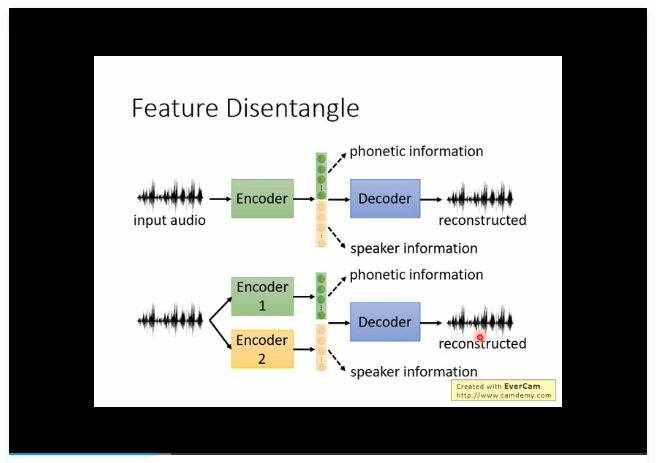 Feature Disentangle
phonetic information
Encoder
Decoder
input audio
reconstructed
speaker information
phonetic information
Encoder
1
Decoder
Encoder
2
reconstructed
speaker information
Created with EverCam.
http://www.camdemy.com